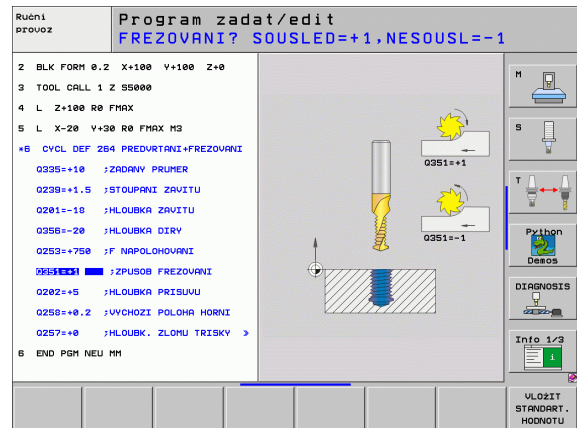 Ručni
provoz
Program zadat/edit
FREZOVANI? SOUSLED=+1,NESOUSL=-1
2 BLK FORM 0.2 X+100 Y+100 Z+0
3 TOOL CALL 1 Z S5000
4 L Z+100 R0 FMAX
5 L X-20 Y+30 R0 FMAX M3
*6 CYCL DEF 264 PREDVRTANI+FREZOVANI
Q335=+10 ;ZADANY PRUMER
Q239=+1.5 ;STOUPANI ZAVITU
Q201=-18 ;HLOUBKA ZAVITU
Q356=-20 ;HLOUBKA DIRY
Q253=+750 ;F NAPOLOHOVANI
Q351=+1 ;ZPUSOB FREZOVANI
Q202=+5 ;HLOUBKA PRISUVU
Q258=+0.2 ;VYCHOZI POLOHA HORNI
Q257=+0 ;HLOUBK. ZLOMU TRISKY »
6 END PGM NEU MM
Q351=+1
Q351=-1
M
S
T
Python
Demos
DIAGNOSIS
Info 1/3
i
VLOŽIT
STANDART.
HODNOTU